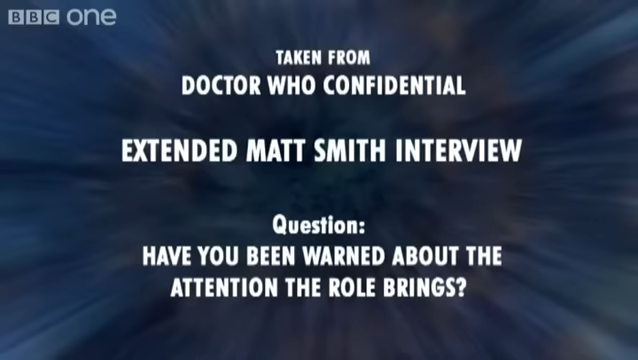 BBC one
TAKEN FROM
DOCTOR WHO CONFIDENTIAL
EXTENDED MATT SMITH INTERVIEW
Question:
HAVE YOU BEEN WARNED ABOUT THE
ATTENTION THE ROLE BRINGS?